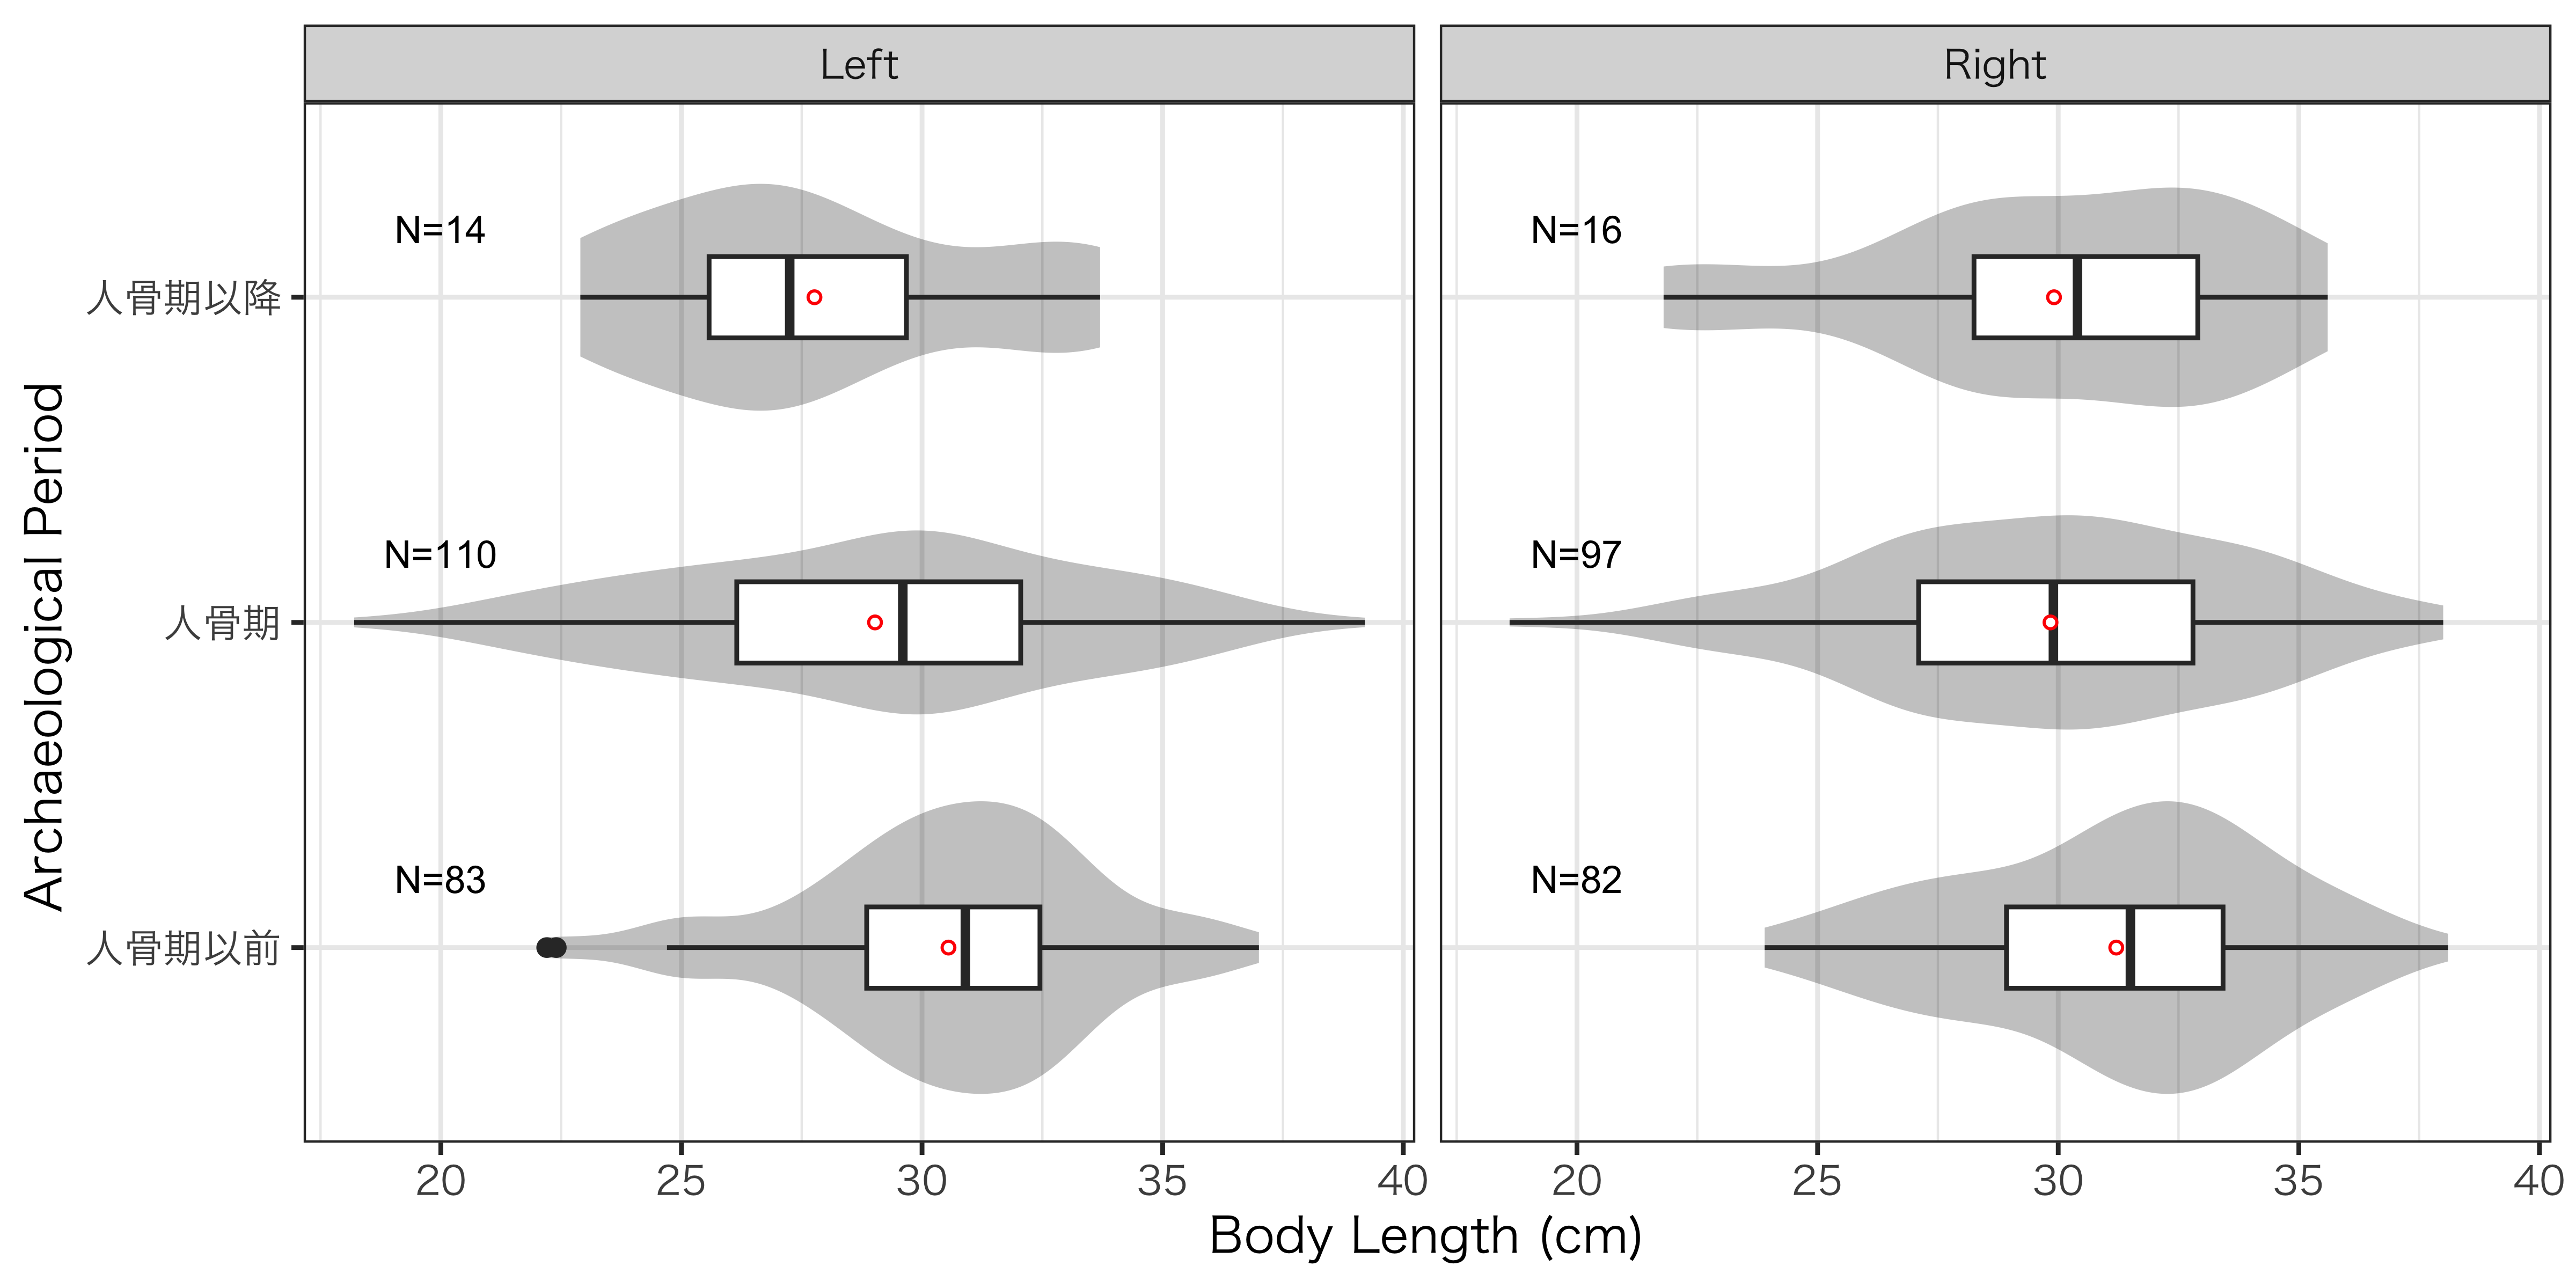 Left
Right
Archaeological Period
人骨期以降
N=14
N=16
人骨期
N=110
N=97
人骨期以前
N=83
N=82
20 25 30 35 40
20 25 30 35 40
Body Length (cm)